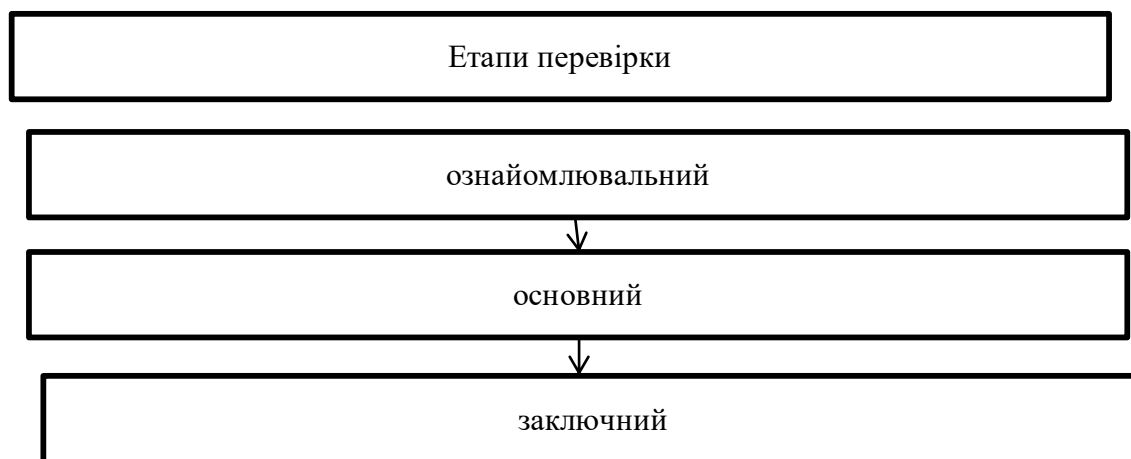 Етапи перевірки
ознайомлювальний
основний
заключний